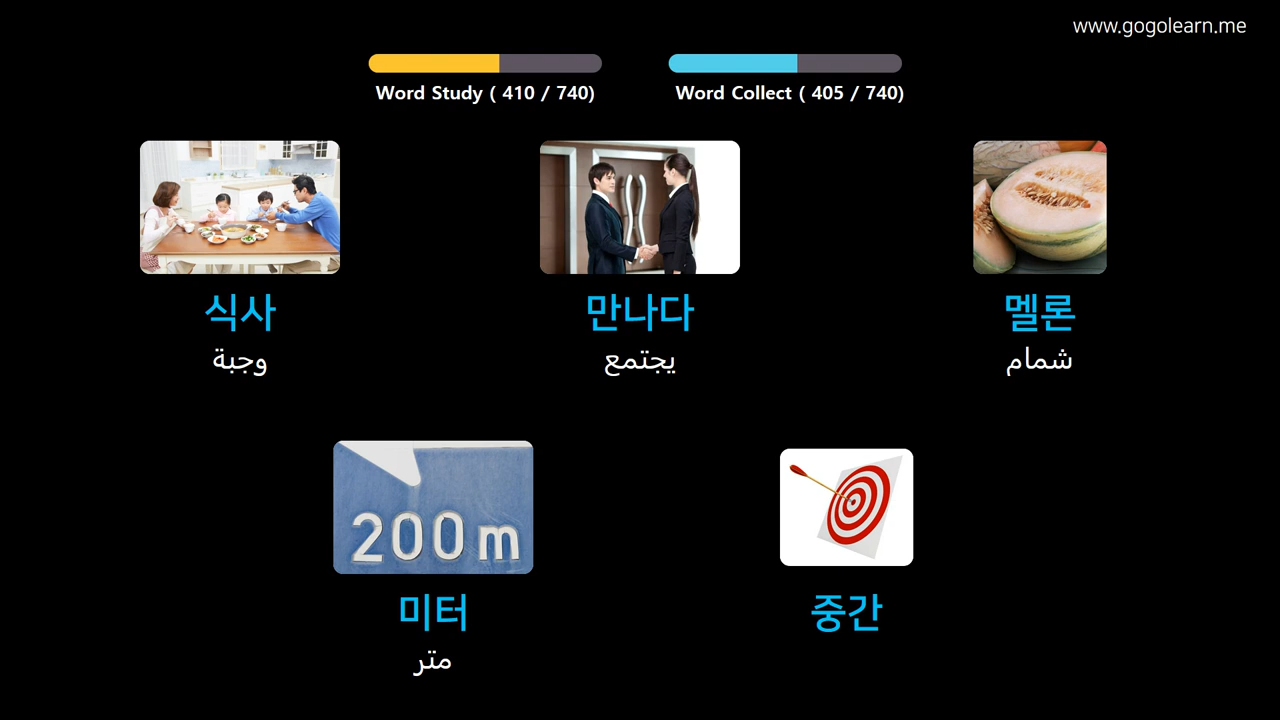 www.gogolearn.me
Word Study ( 410 / 740)
Word Collect ( 405 / 740)
식사
وجبة
만나다
يجتمع
멜론
شمام
200m
미터
متر
중간